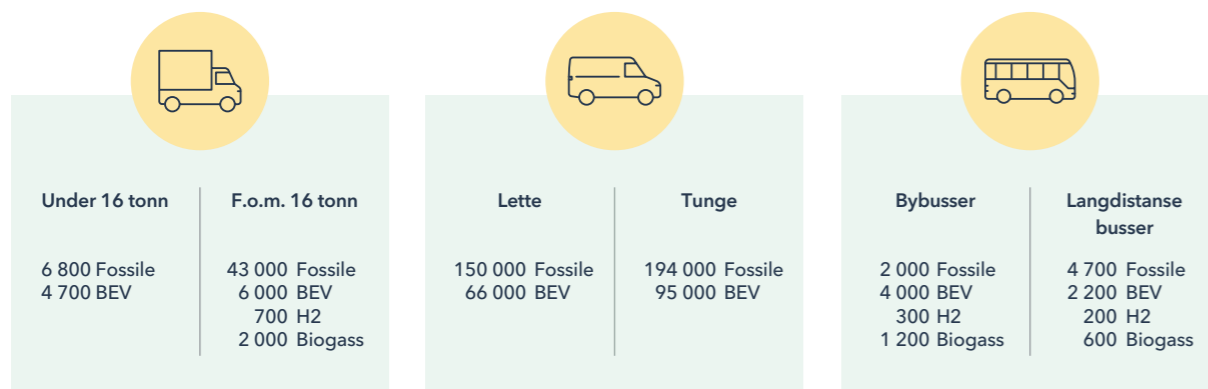 Under 16 tonn
6 800 Fossile
4 700 BEV
F.o.m. 16 tonn
43 000 Fossile
6 000 BEV
700 H2
2 000 Biogass
Lette
150 000 Fossile
66 000 BEV
Tunge
194 000 Fossile
95 000 BEV
Bybusser
2 000 Fossile
4 000 BEV
300 H2
1 200 Biogass
Langdistanse
busser
4 700 Fossile
2 200 BEV
200 H2
600 Biogass